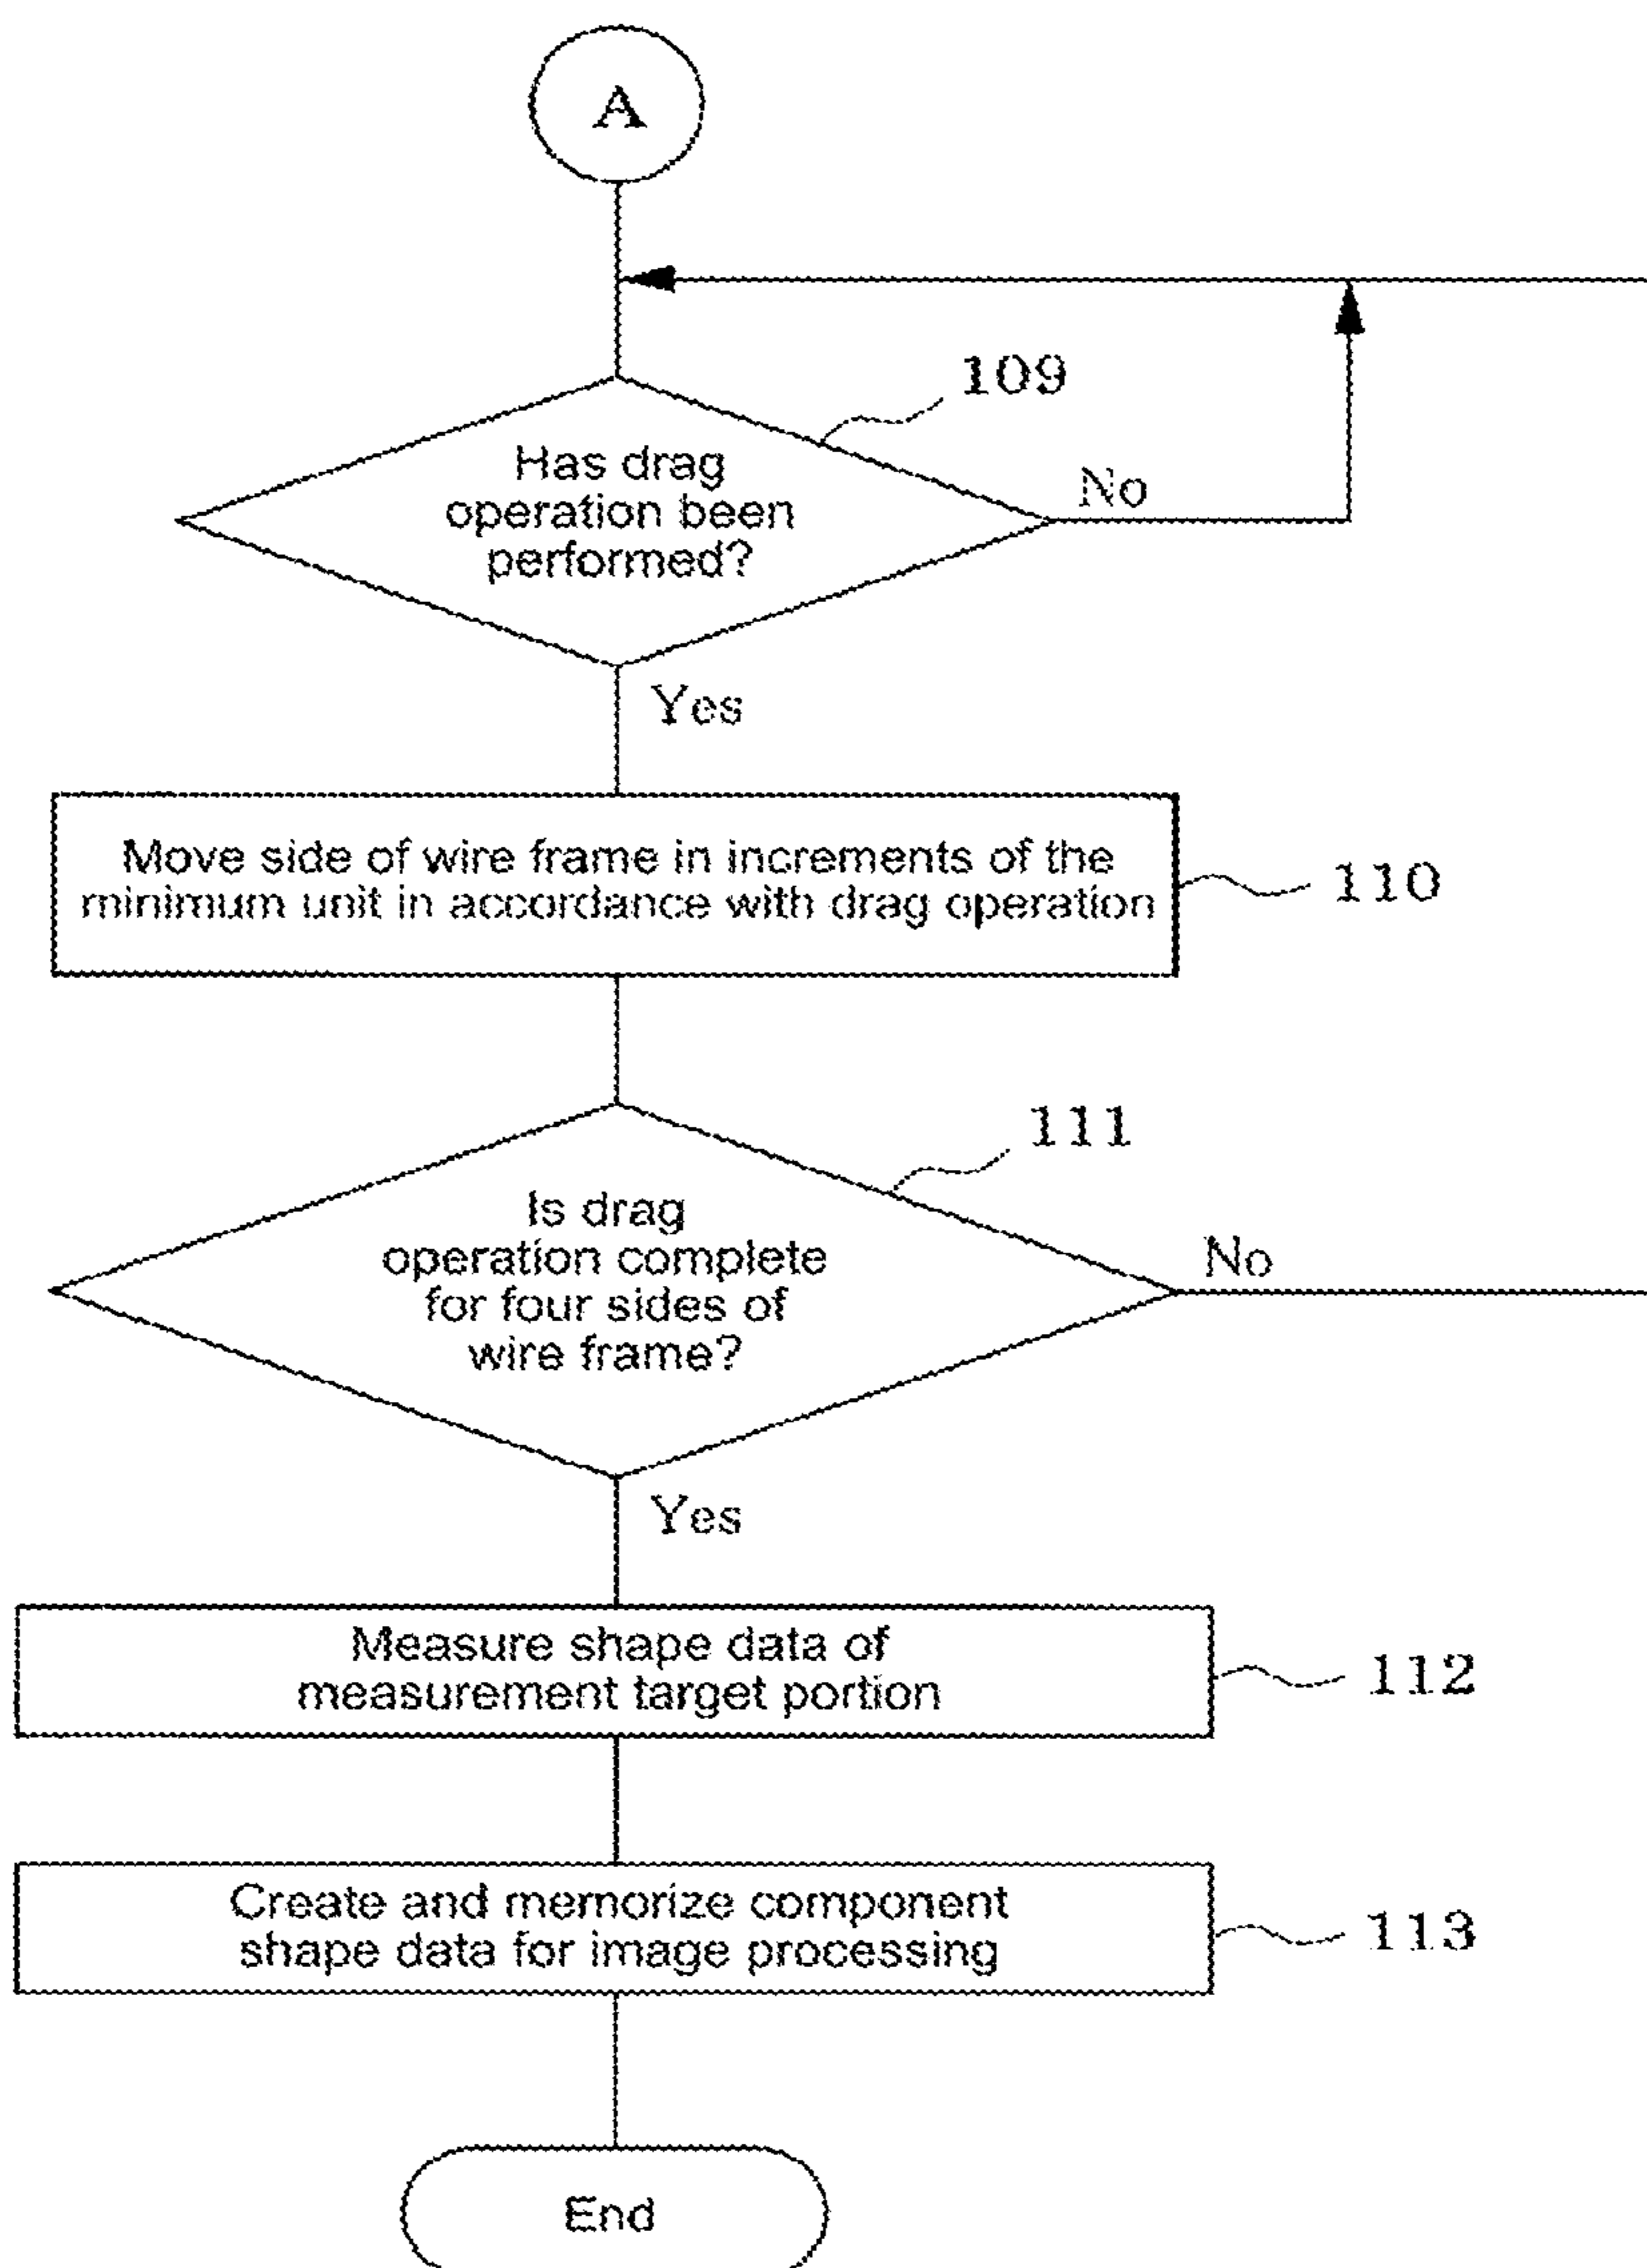 A
109
Has drag
operation been
performed?
No
Yes
Move side of wire frame in increments of the
minimum unit in accordance with drag operation
110
111
Is drag
operation complete
for four sides of
wire frame?
No
Yes
Measure shape data of
measurement target portion
112
Create and memorize component
shape data for image processing
113
End